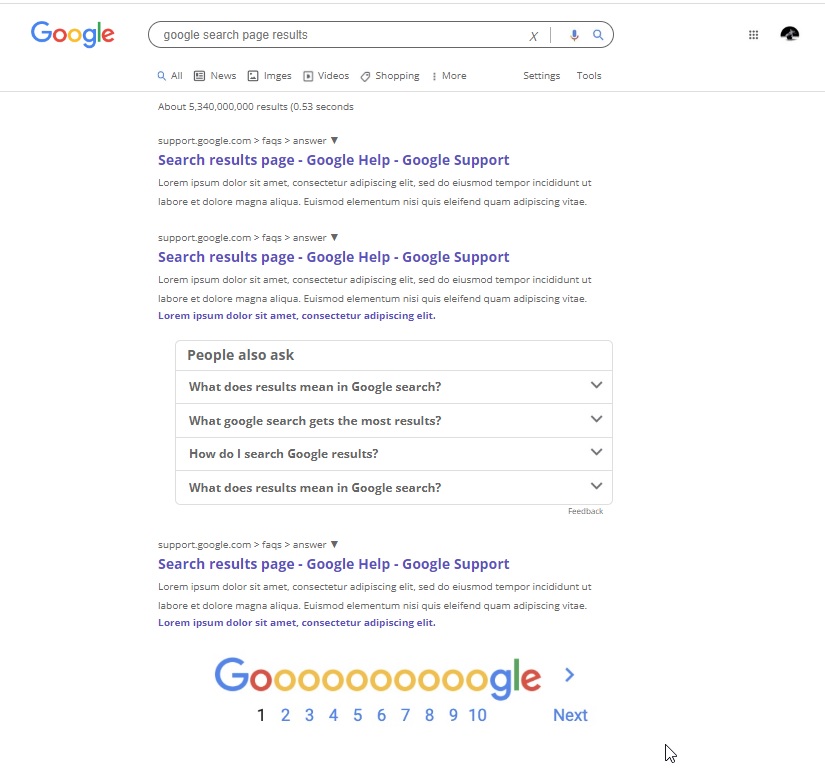 Google
google search page results X
All News Imges Videos Shopping More Settings Tools
About 5,340,000,000 results (0.53 seconds
support.google.com > faqs > answer ▼
Search results page - Google Help - Google Support
Lorem ipsum dolor sit amet, consectetur adipiscing elit, sed do eiusmod tempor incididunt ut
labore et dolore magna aliqua. Euismod elementum nisi quis eleifend quam adipiscing vitae.
support.google.com > faqs > answer ▼
Search results page - Google Help - Google Support
Lorem ipsum dolor sit amet, consectetur adipiscing elit, sed do eiusmod tempor incididunt ut
labore et dolore magna aliqua. Euismod elementum nisi quis eleifend quam adipiscing vitae.
Lorem ipsum dolor sit amet, consectetur adipiscing elit.
People also ask
What does results mean in Google search?
What google search gets the most results?
How do I search Google results?
What does results mean in Google search?
Feedback
support.google.com > faqs > answer ▼
Search results page - Google Help - Google Support
Lorem ipsum dolor sit amet, consectetur adipiscing elit, sed do eiusmod tempor incididunt ut
labore et dolore magna aliqua. Euismod elementum nisi quis eleifend quam adipiscing vitae.
Lorem ipsum dolor sit amet, consectetur adipiscing elit.
Goooooooooogle >
1 2 3 4 5 6 7 8 9 10 Next